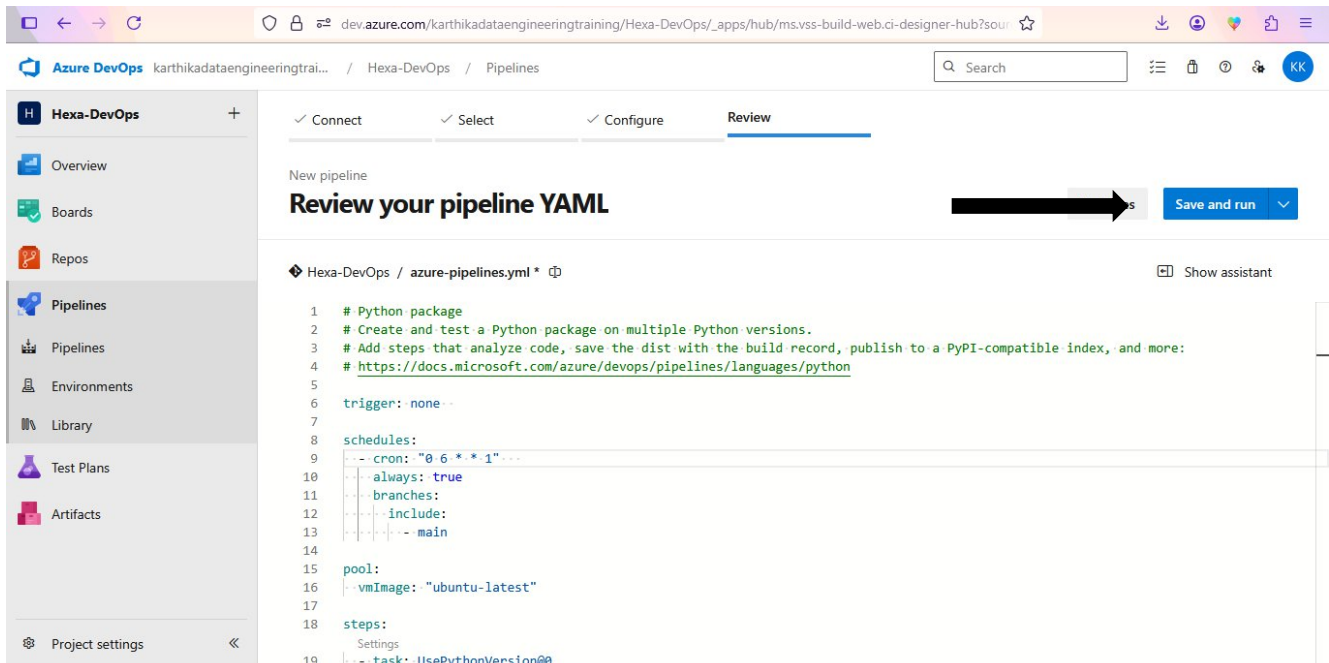 dev.azure.com/karthikadataengineeringtraining/Hexa-DevOps/_apps/hub/ms.vss-build-web.ci-designer-hub?sour
Azure DevOps karthikadataengineeringtrai... / Hexa-DevOps / Pipelines
Search
KK
H Hexa-DevOps +
Overview
Boards
Repos
Pipelines
Pipelines
Environments
Library
Test Plans
Artifacts
Project settings
Connect Select Configure Review
New pipeline
Review your pipeline YAML
Save and run
Hexa-DevOps / azure-pipelines.yml *
Show assistant
1 # Python package
2 # Create and test a Python package on multiple Python versions.
3 # Add steps that analyze code, save the dist with the build record, publish to a PyPI-compatible index, and more:
4 # https://docs.microsoft.com/azure/devops/pipelines/languages/python
5
6 trigger: none
7
8 schedules:
9 - cron: "0 6 * * 1"
10 always: true
11 branches:
12 include:
13 - main
14
15 pool:
16 vmImage: "ubuntu-latest"
17
18 steps:
Settings
19 - task: UsePythonVersion@0